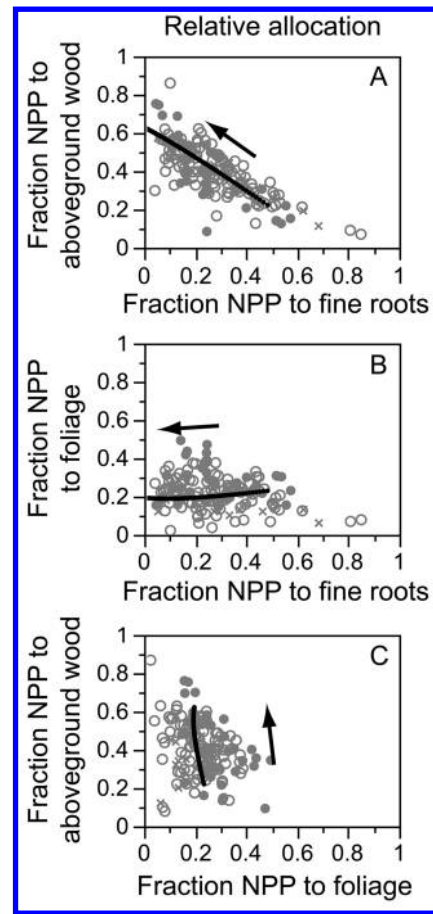 Relative allocation
Fraction NPP to
aboveground wood
1
0.8
0.6
0.4
0.2
0
A
0 0.2 0.4 0.6 0.8 1
Fraction NPP to fine roots
Fraction NPP
to foliage
1
0.8
0.6
0.4
0.2
0
B
0 0.2 0.4 0.6 0.8 1
Fraction NPP to fine roots
Fraction NPP to
aboveground wood
1
0.8
0.6
0.4
0.2
0
C
0 0.2 0.4 0.6 0.8 1
Fraction NPP to foliage